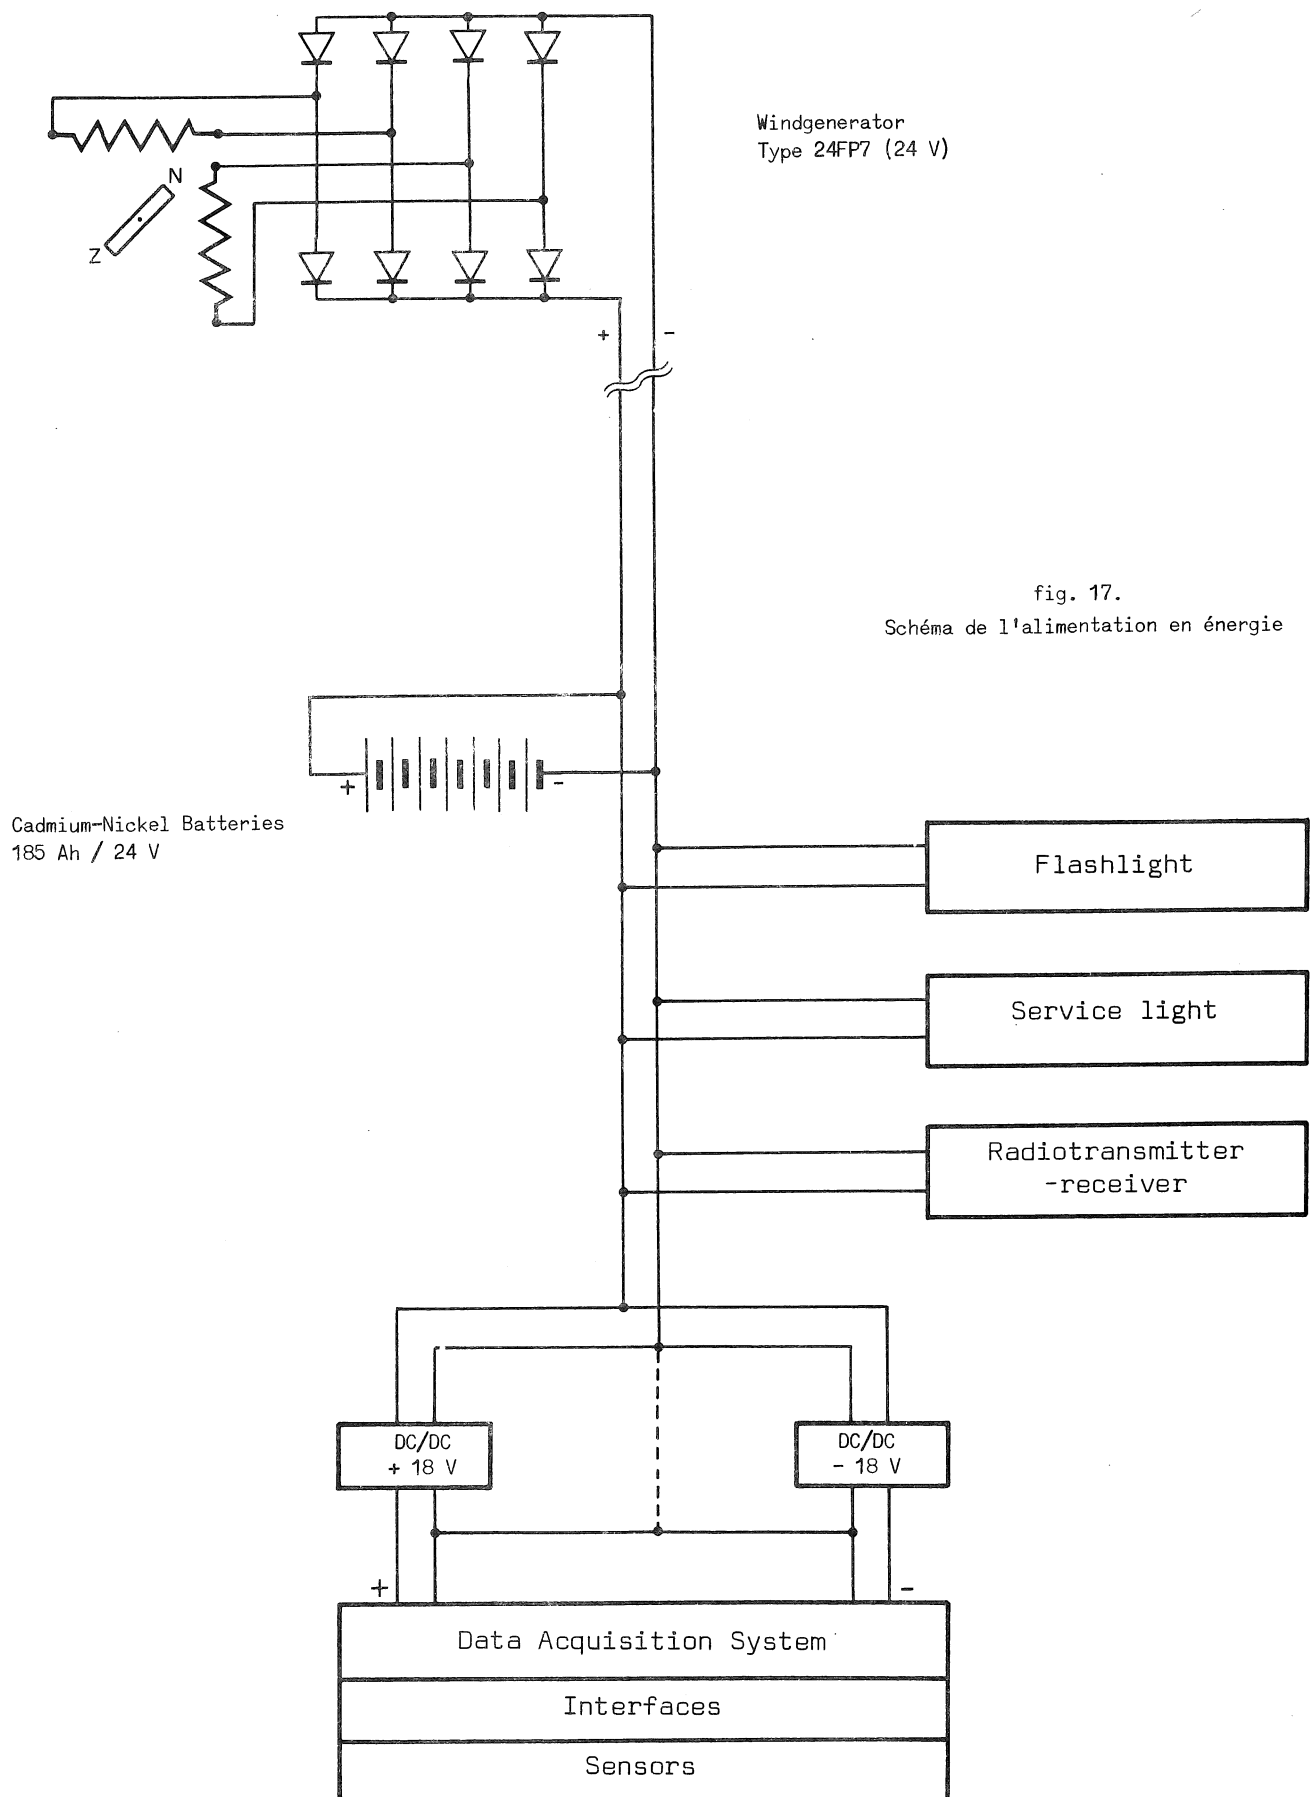 Windgenerator
Type 24FP7 (24 V)
N
Z
+ -
fig. 17.
Schéma de l'alimentation en énergie
+ -
Cadmium-Nickel Batteries
185 Ah / 24 V
Flashlight
Service light
Radiotransmitter
-receiver
DC/DC
+ 18 V
DC/DC
- 18 V
+ -
Data Acquisition System
Interfaces
Sensors